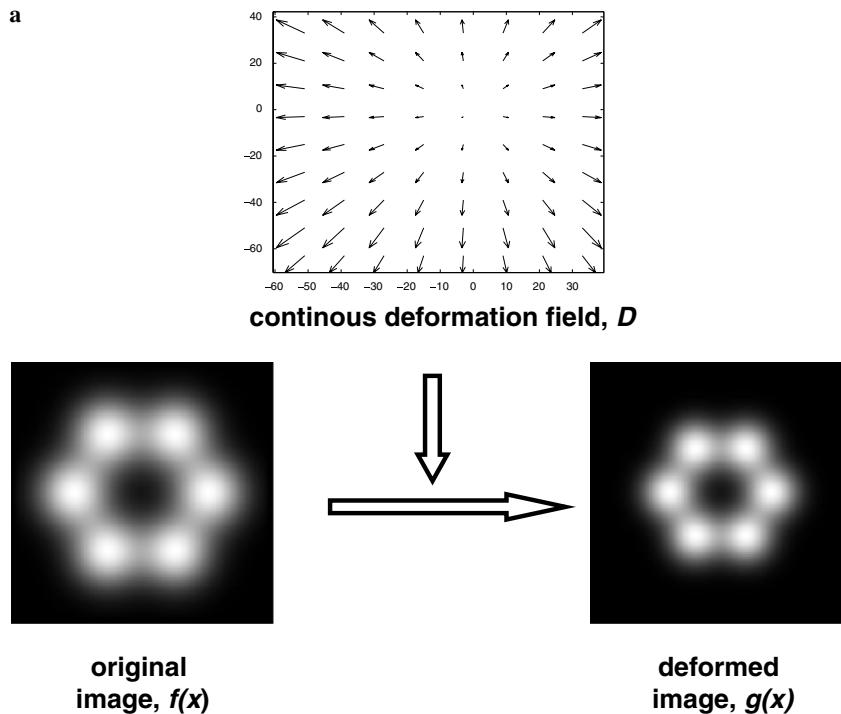 a
40
20
0
−20
−40
−60
−60 −50 −40 −30 −20 −10 0 10 20 30
continous deformation field, D
original
image, f(x)
deformed
image, g(x)